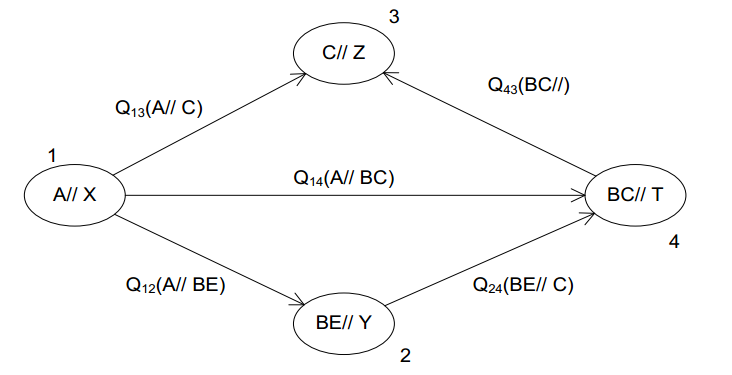 3
C// Z
Q43(BC//)
Q13(A// C)
1
A// X
Q14(A// BC)
BC// T
4
Q12(A// BE)
Q24(BE// C)
BE// Y
2